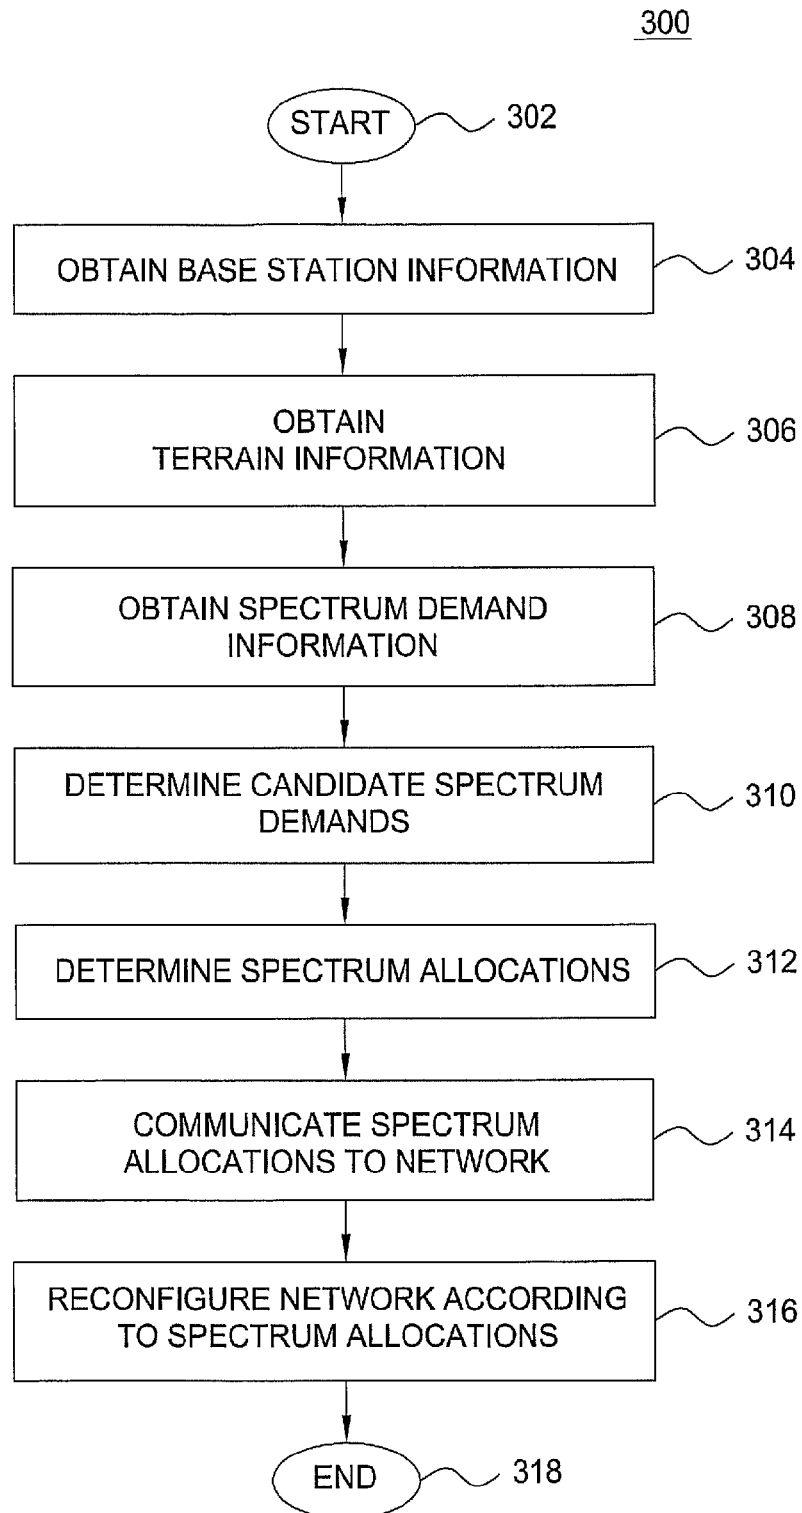 300
START 302
OBTAIN BASE STATION INFORMATION 304
OBTAIN
TERRAIN INFORMATION
306
OBTAIN SPECTRUM DEMAND
INFORMATION
308
DETERMINE CANDIDATE SPECTRUM
DEMANDS
310
DETERMINE SPECTRUM ALLOCATIONS 312
COMMUNICATE SPECTRUM
ALLOCATIONS TO NETWORK
314
RECONFIGURE NETWORK ACCORDING
TO SPECTRUM ALLOCATIONS
316
END 318